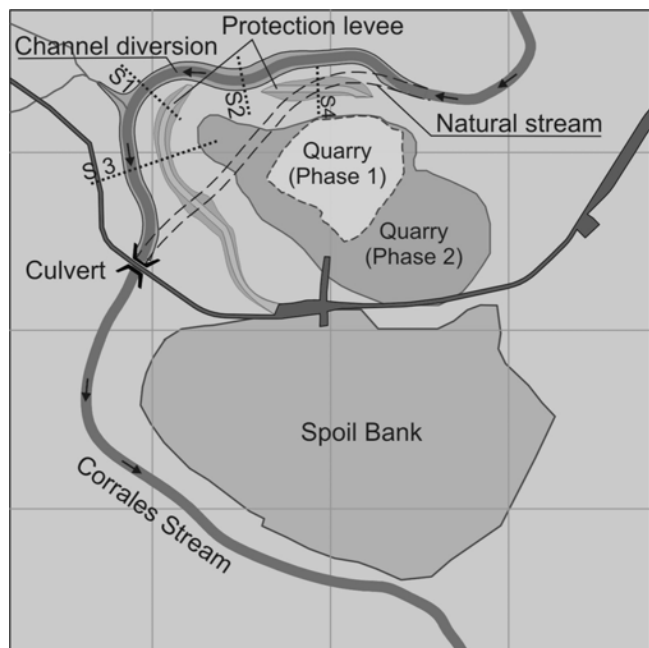 Protection levee
Channel diversion
S1
S2
S4
Natural stream
Quarry
(Phase 1)
S 3
Quarry
(Phase 2)
Culvert
Spoil Bank
Corrales Stream